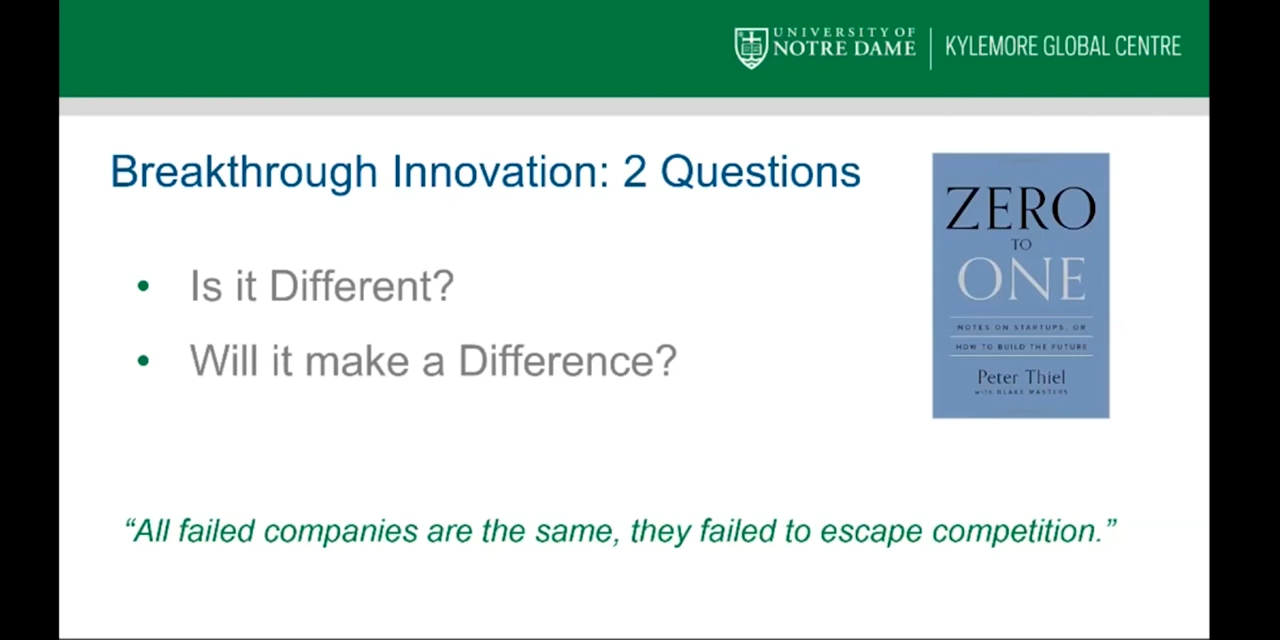 UNIVERSITY OF
NOTRE DAME
KYLEMORE GLOBAL CENTRE
Breakthrough Innovation: 2 Questions
• Is it Different?
• Will it make a Difference?
ZERO
TO
ONE
NOTES ON STARTUPS, OR
HOW TO BUILD THE FUTURE
Peter Thiel
with BLAKE MASTERS
“All failed companies are the same, they failed to escape competition.”